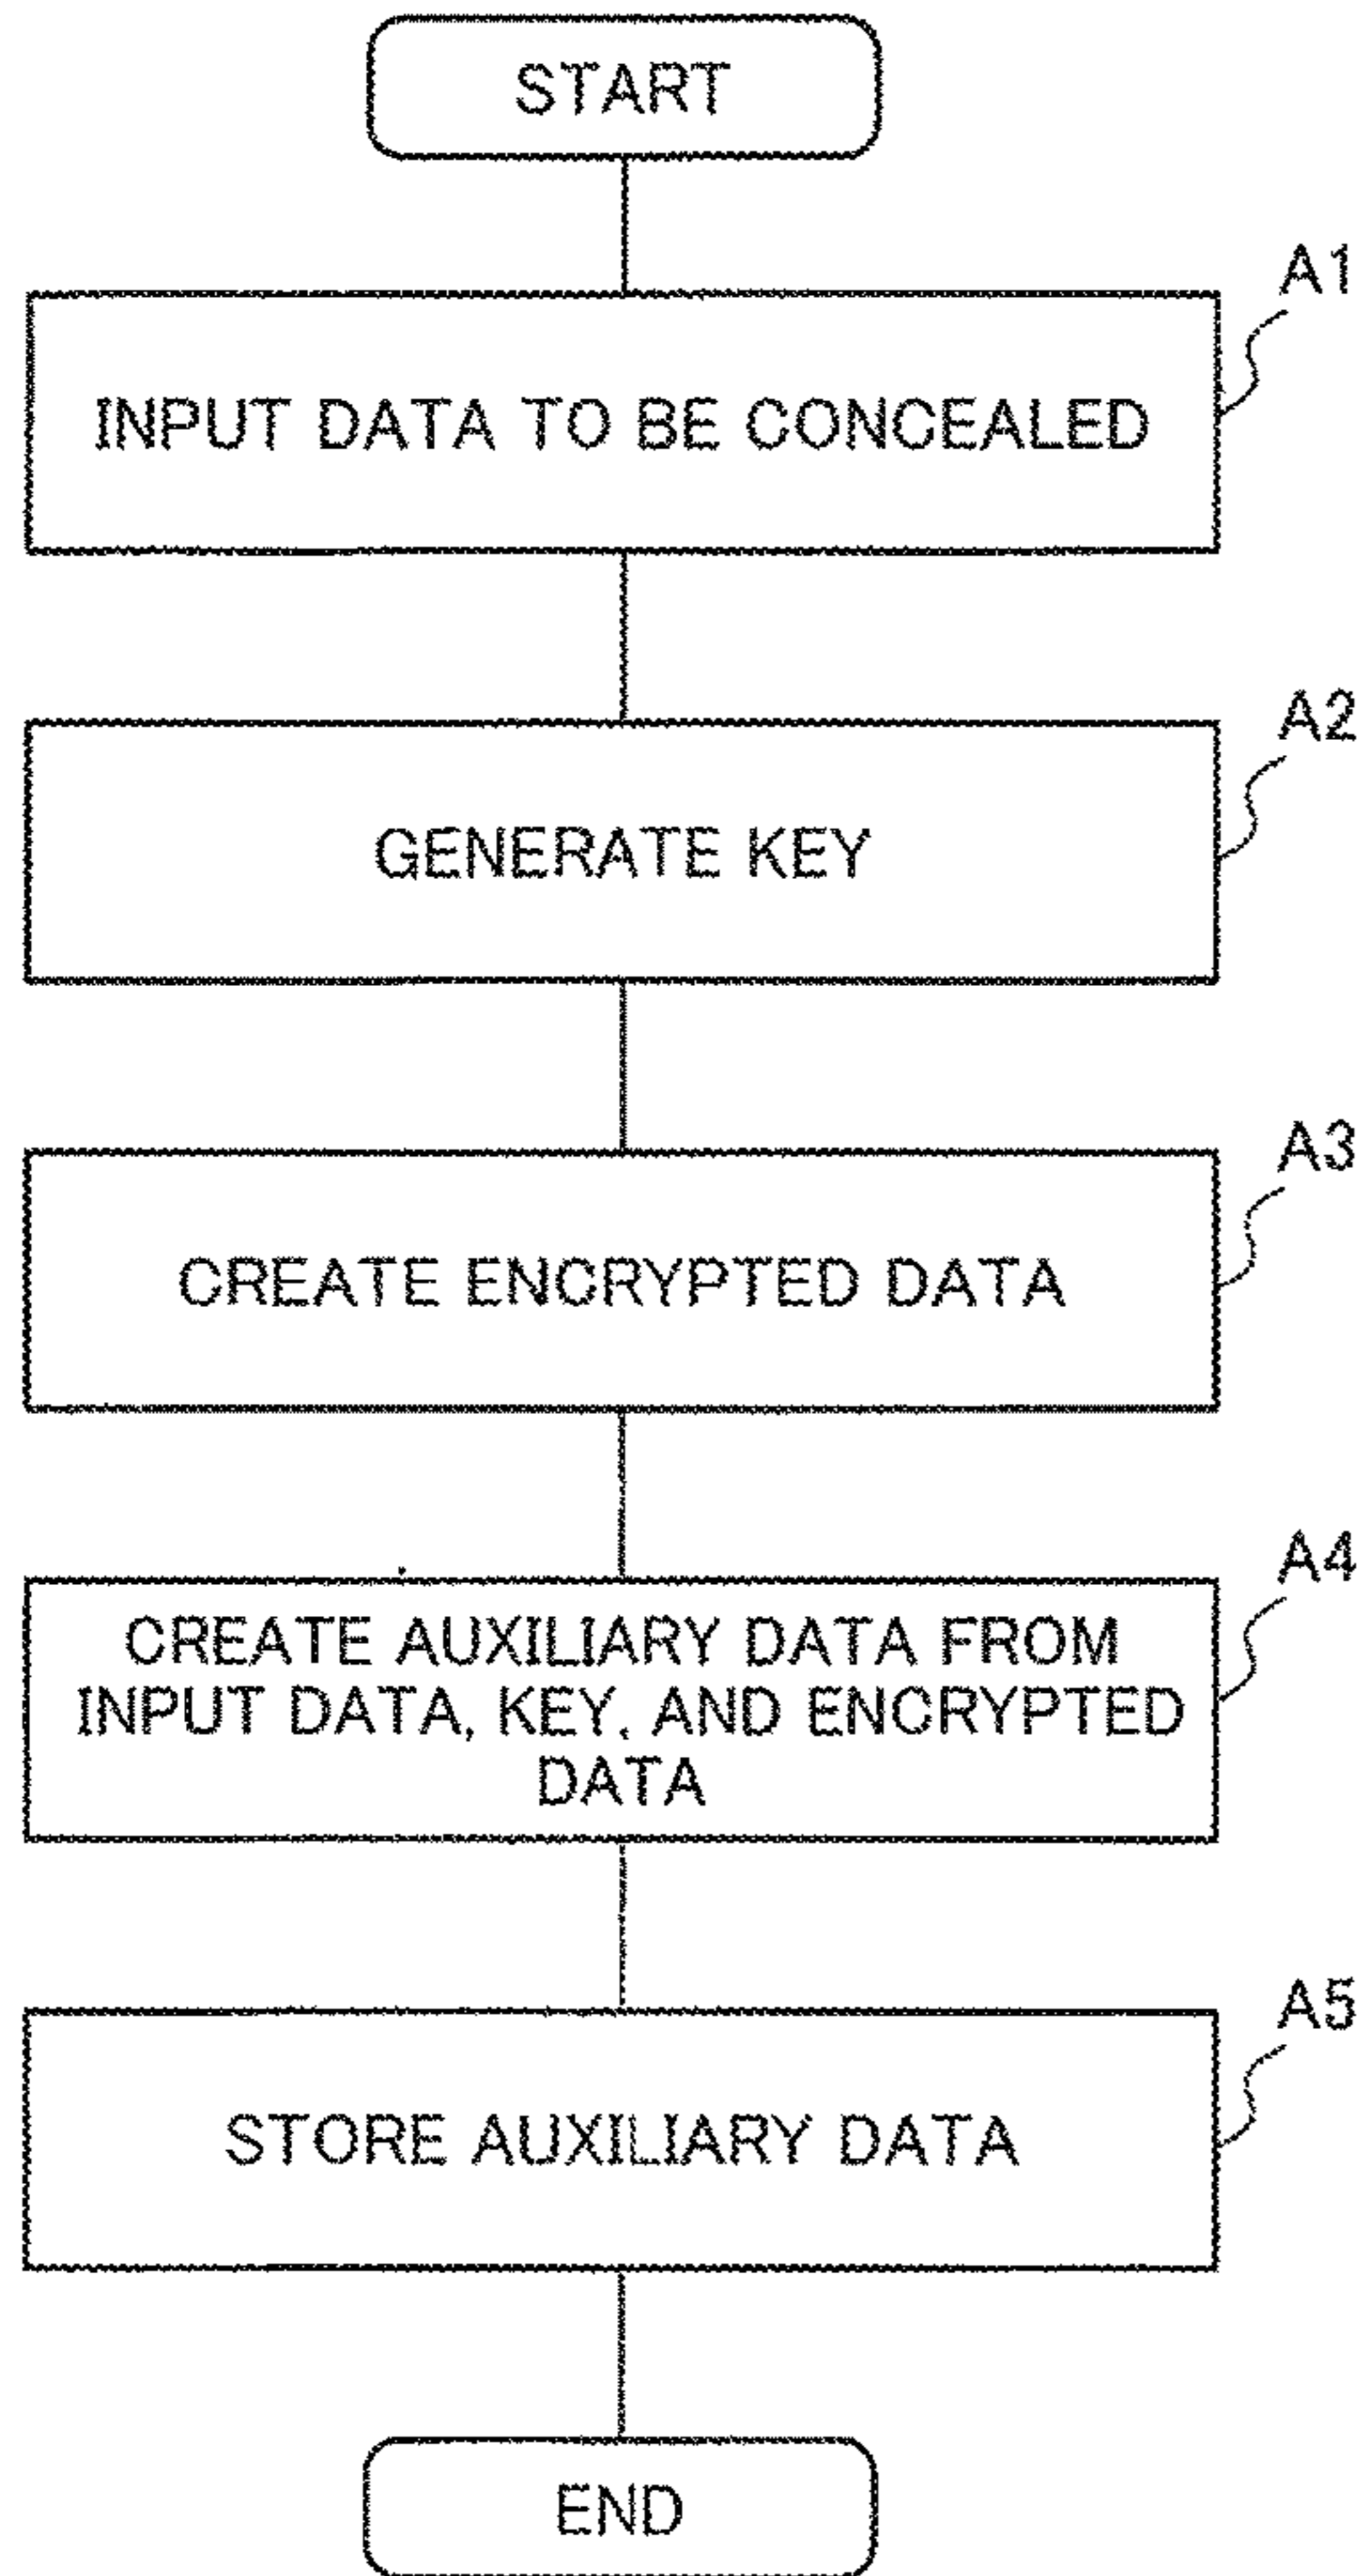 START
A1
INPUT DATA TO BE CONCEALED
A2
GENERATE KEY
A3
CREATE ENCRYPTED DATA
A4
CREATE AUXILIARY DATA FROM
INPUT DATA, KEY, AND ENCRYPTED
DATA
A5
STORE AUXILIARY DATA
END